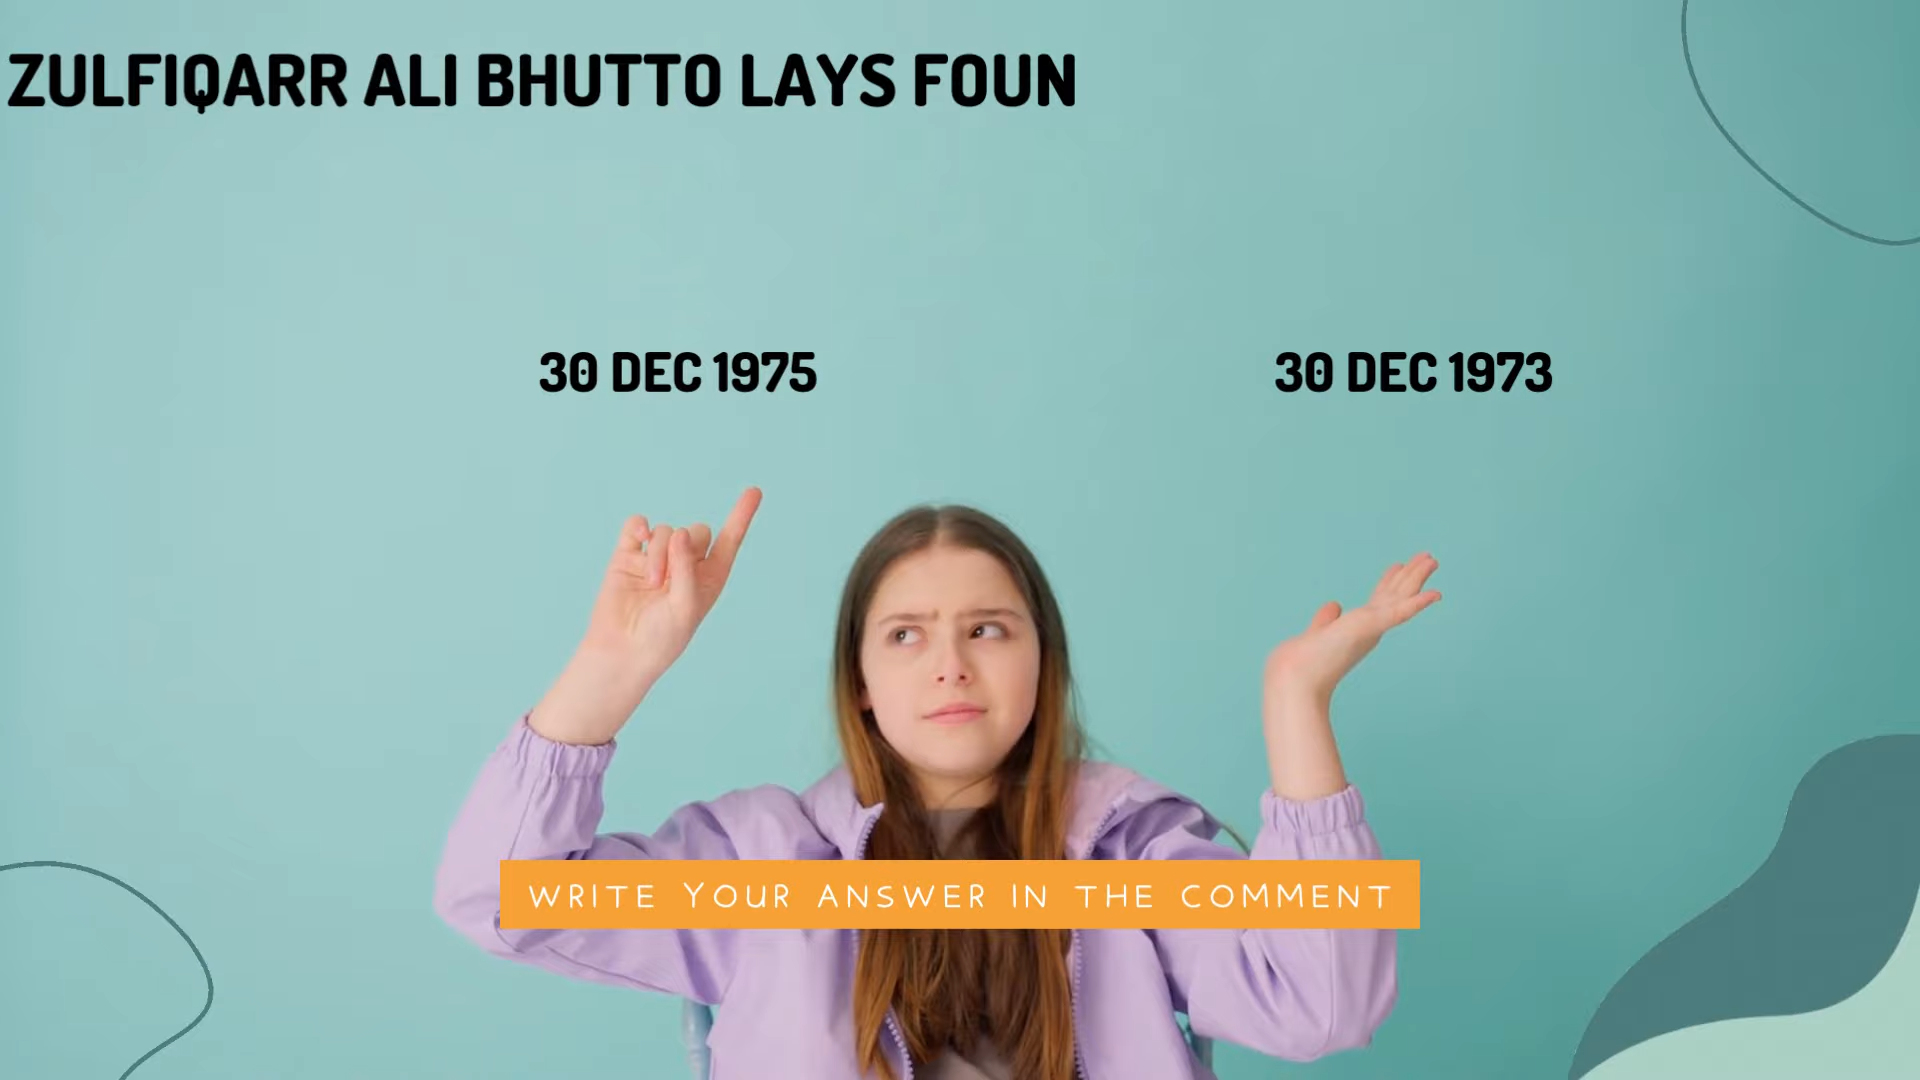 ZULFIQARR ALI BHUTTO LAYS FOUN
30 DEC 1975
30 DEC 1973
WRITE YOUR ANSWER IN THE COMMENT